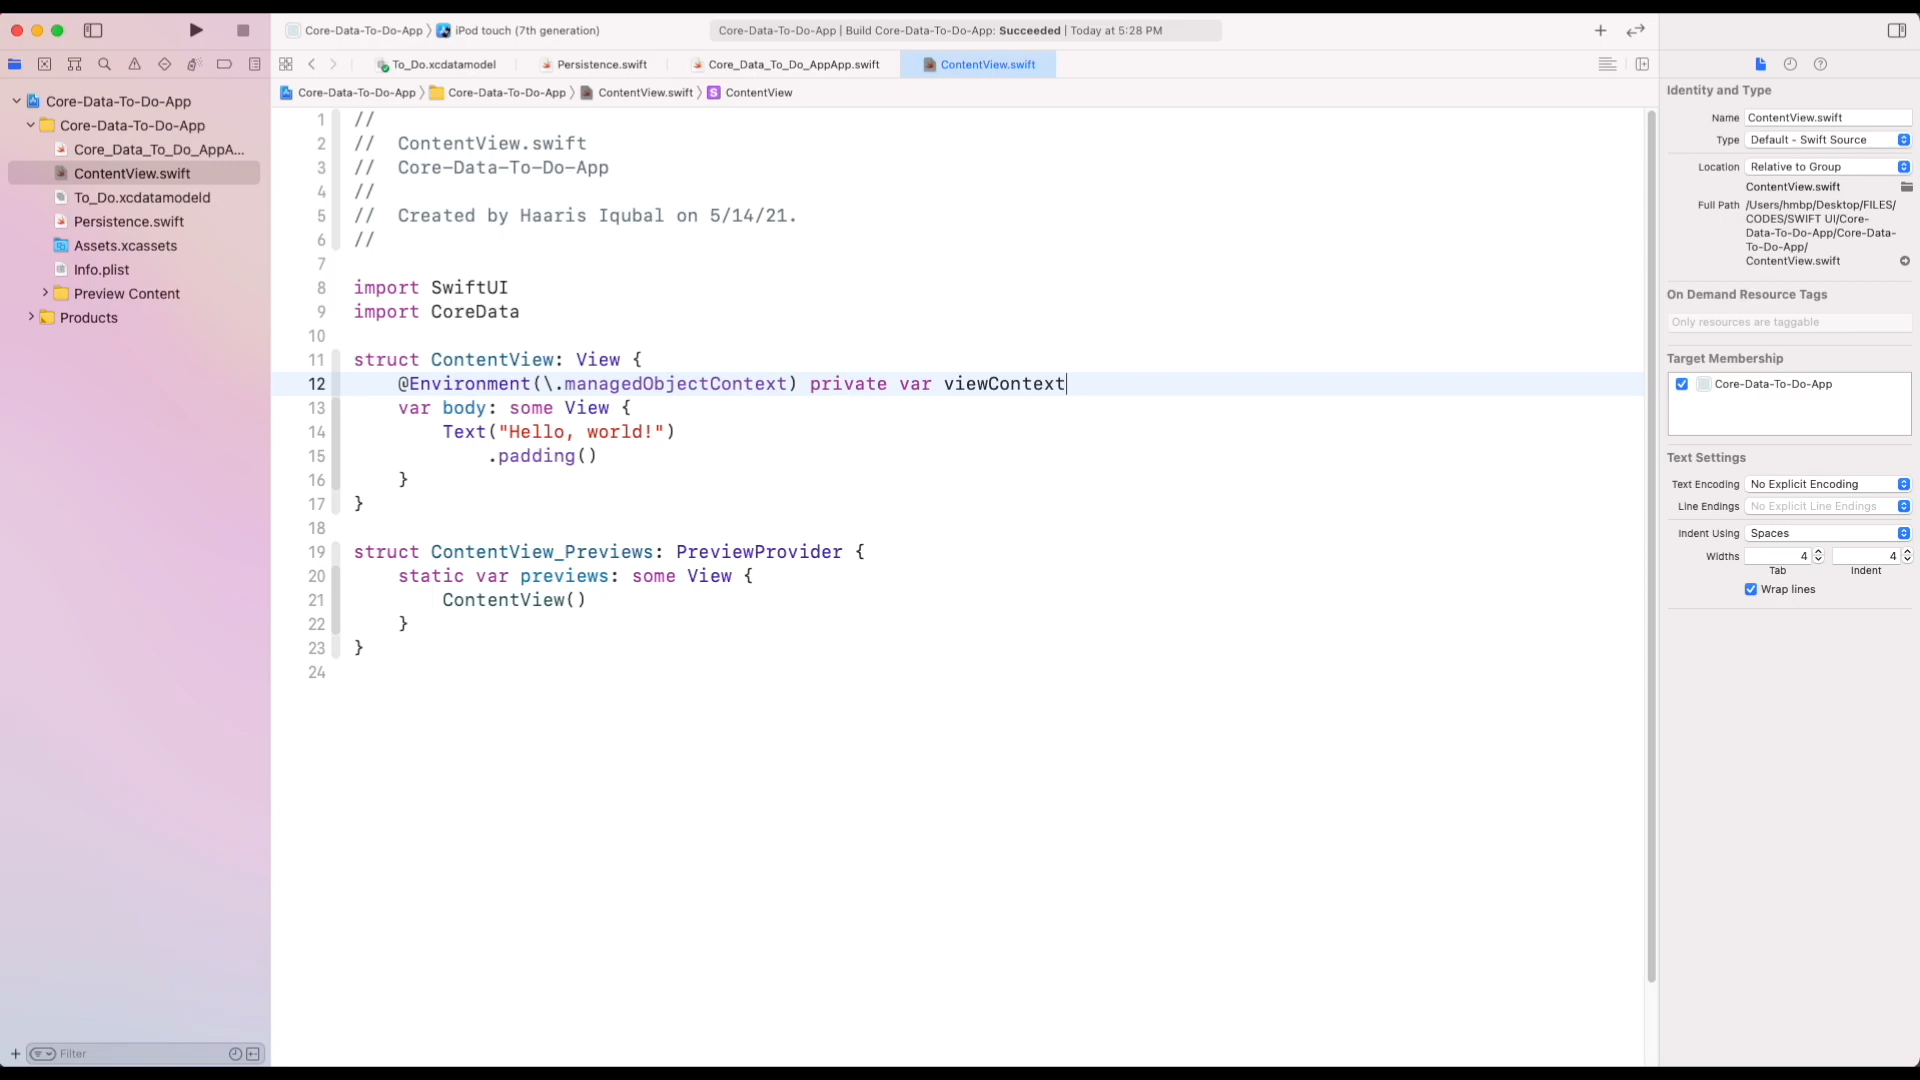 Core-Data-To-Do-App 〉 iPod touch (7th generation)
Core-Data-To-Do-App | Build Core-Data-To-Do-App: Succeeded | Today at 5:28 PM
To_Do.xcdatamodel
Persistence.swift
Core_Data_To_Do_AppApp.swift
ContentView.swift
Core-Data-To-Do-App 〉 Core-Data-To-Do-App 〉 ContentView.swift 〉 S ContentView
Core-Data-To-Do-App
Core-Data-To-Do-App
Core_Data_To_Do_AppA...
ContentView.swift
To_Do.xcdatamodeld
Persistence.swift
Assets.xcassets
Info.plist
Preview Content
Products
Filter
1 //
2 //  ContentView.swift
3 //  Core-Data-To-Do-App
4 //
5 //  Created by Haaris Iqubal on 5/14/21.
6 //
7
8 import SwiftUI
9 import CoreData
10
11 struct ContentView: View {
12     @Environment(\.managedObjectContext) private var viewContext
13     var body: some View {
14         Text("Hello, world!")
15             .padding()
16     }
17 }
18
19 struct ContentView_Previews: PreviewProvider {
20     static var previews: some View {
21         ContentView()
22     }
23 }
24
Identity and Type
Name ContentView.swift
Type Default - Swift Source
Location Relative to Group
ContentView.swift
Full Path /Users/hmbp/Desktop/FILES/
CODES/SWIFT UI/Core-
Data-To-Do-App/Core-Data-
To-Do-App/
ContentView.swift
On Demand Resource Tags
Only resources are taggable
Target Membership
Core-Data-To-Do-App
Text Settings
Text Encoding No Explicit Encoding
Line Endings No Explicit Line Endings
Indent Using Spaces
Widths 4 4
Tab Indent
Wrap lines